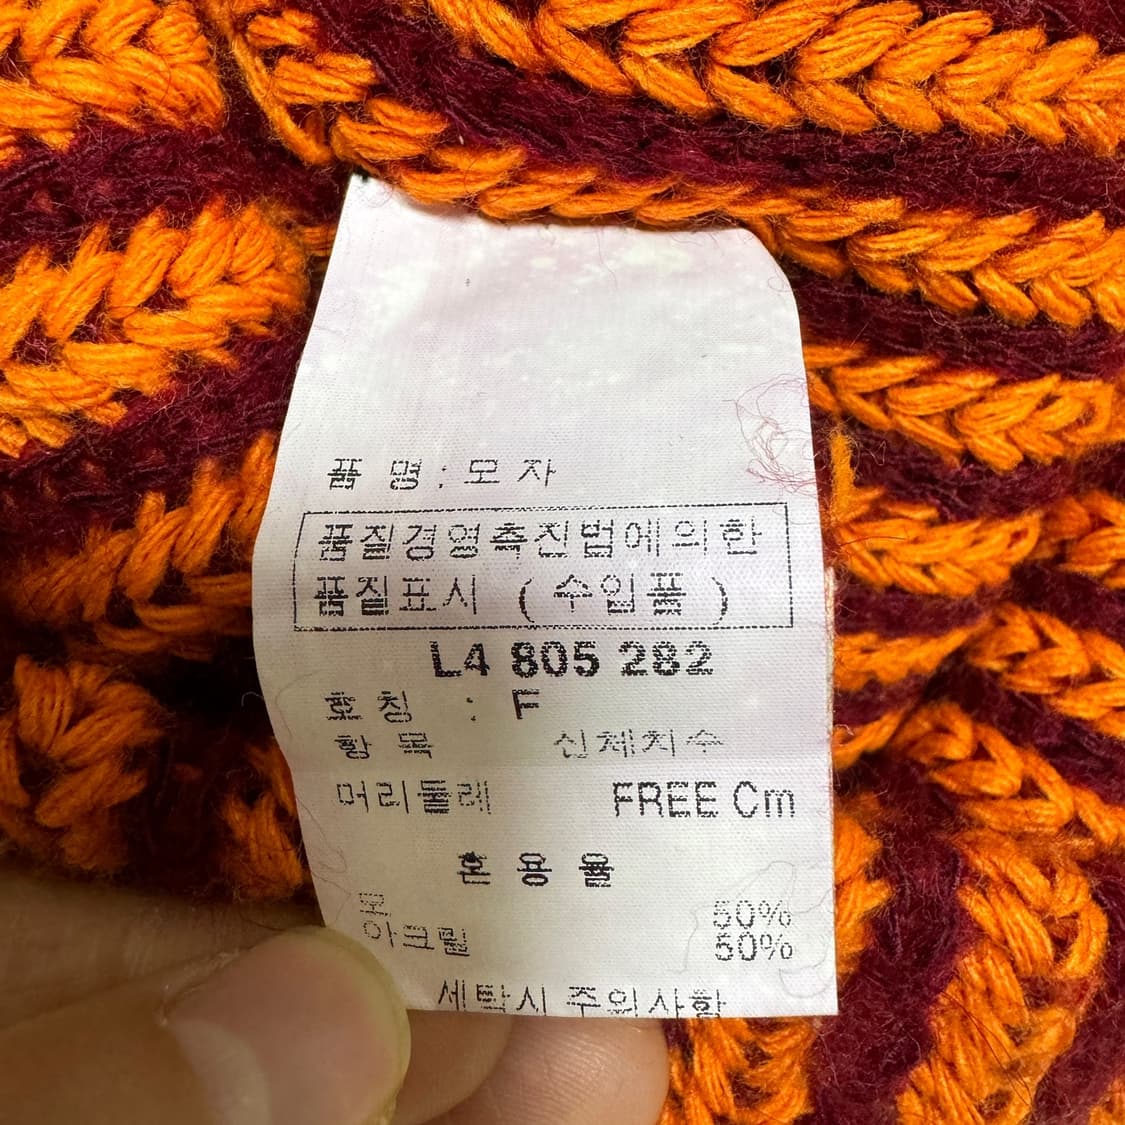 품 명 : 모 자
품질경영촉진법에의한
품질표시 ( 수입품 )
L4 805 282
호 칭 : F
항 목 신체치수
머리둘레 FREE Cm
혼 용 율
모 50%
아크릴 50%
세탁시 주의사항